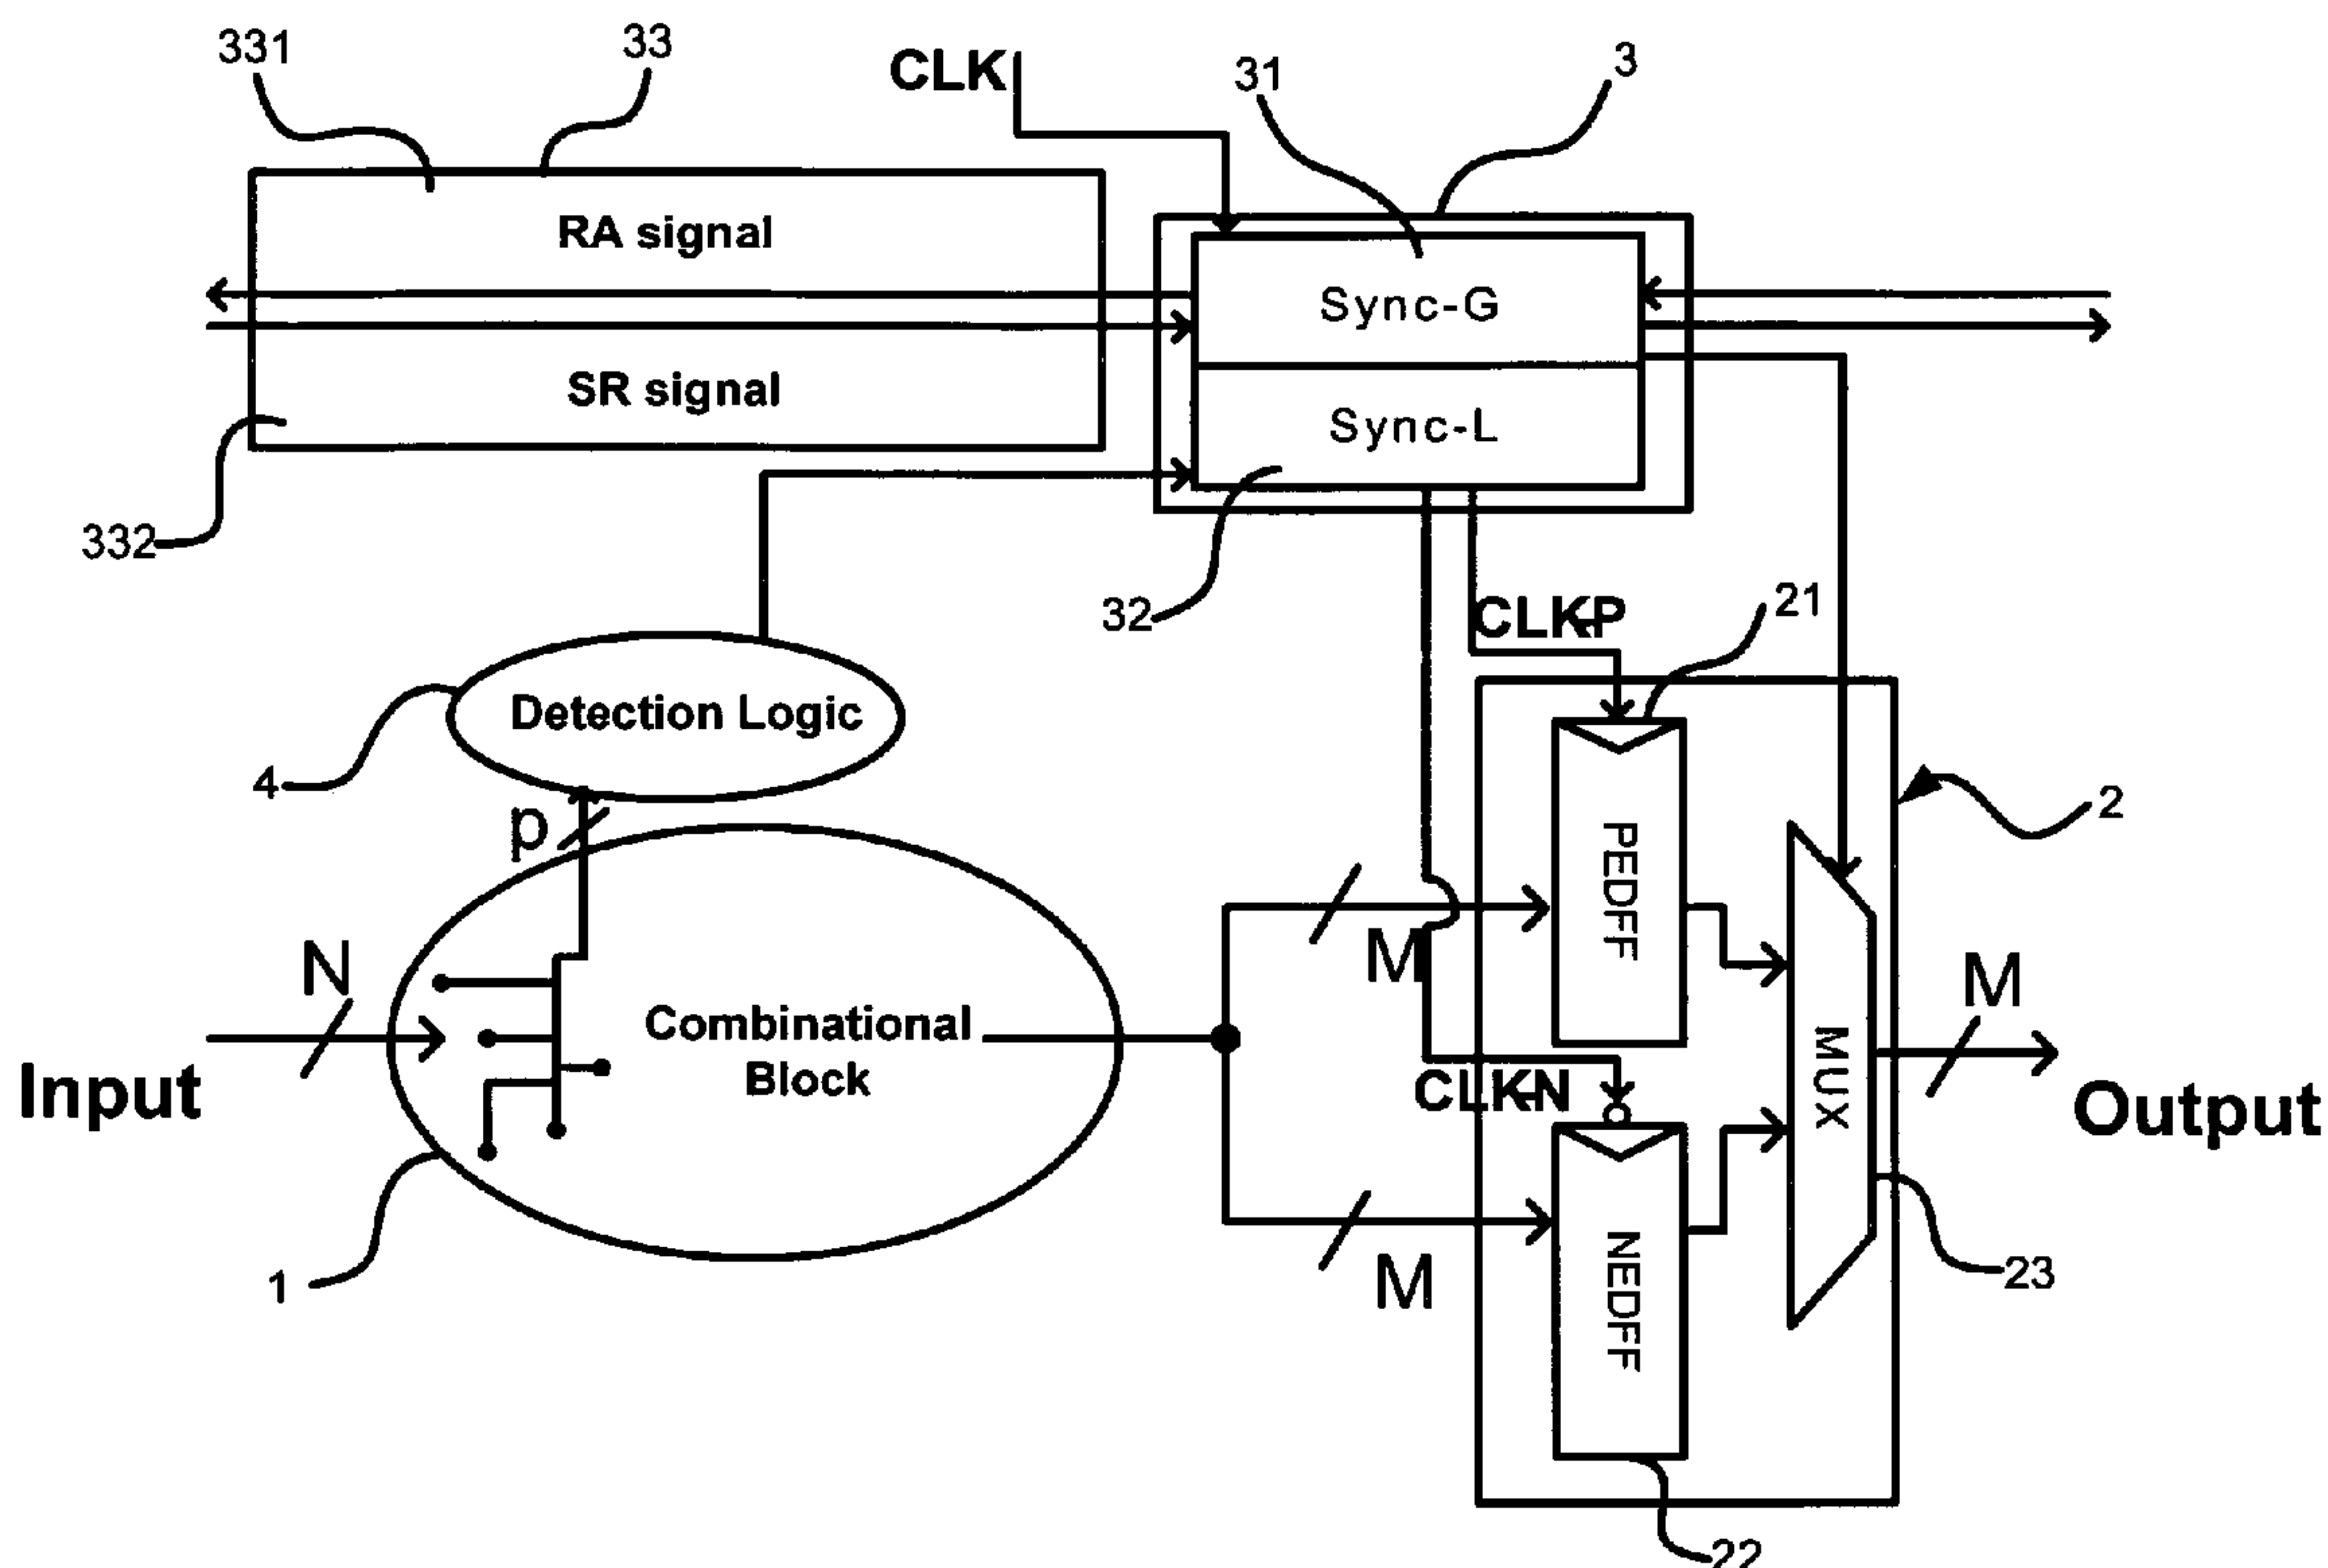 331
33
CLK
31
3
RA signal
Sync-G
SR signal
Sync-L
332
32
CLKP
21
Detection Logic
4
p
2
PEDFF
N
M
M
Combinational
Block
Input
MUX
CLKN
Output
NEDFF
1
M
23
22